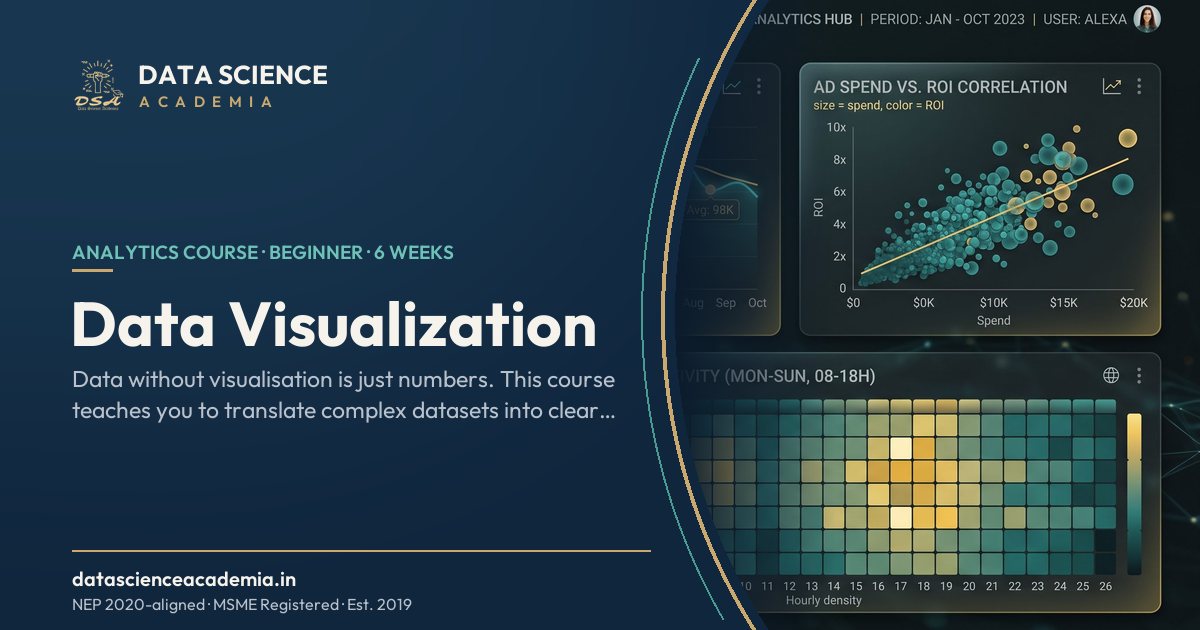 DATA SCIENCE
ACADEMIA
DSA
ANALYTICS COURSE · BEGINNER · 6 WEEKS
Data Visualization
Data without visualisation is just numbers. This course
teaches you to translate complex datasets into clear...
datascienceacademia.in
NEP 2020-aligned · MSME Registered · Est. 2019
NALYTICS HUB | PERIOD: JAN - OCT 2023 | USER: ALEXA
Avg: 98K
Aug Sep Oct
AD SPEND VS. ROI CORRELATION
size = spend, color = ROI
10x
8x
6x
4x
2x
0
ROI
$0 $0K $10K $15K $20K
Spend
VITY (MON-SUN, 08-18H)
10 11 12 13 14 15 16 17 18 19 20 21 22 23 24 25 26
Hourly density